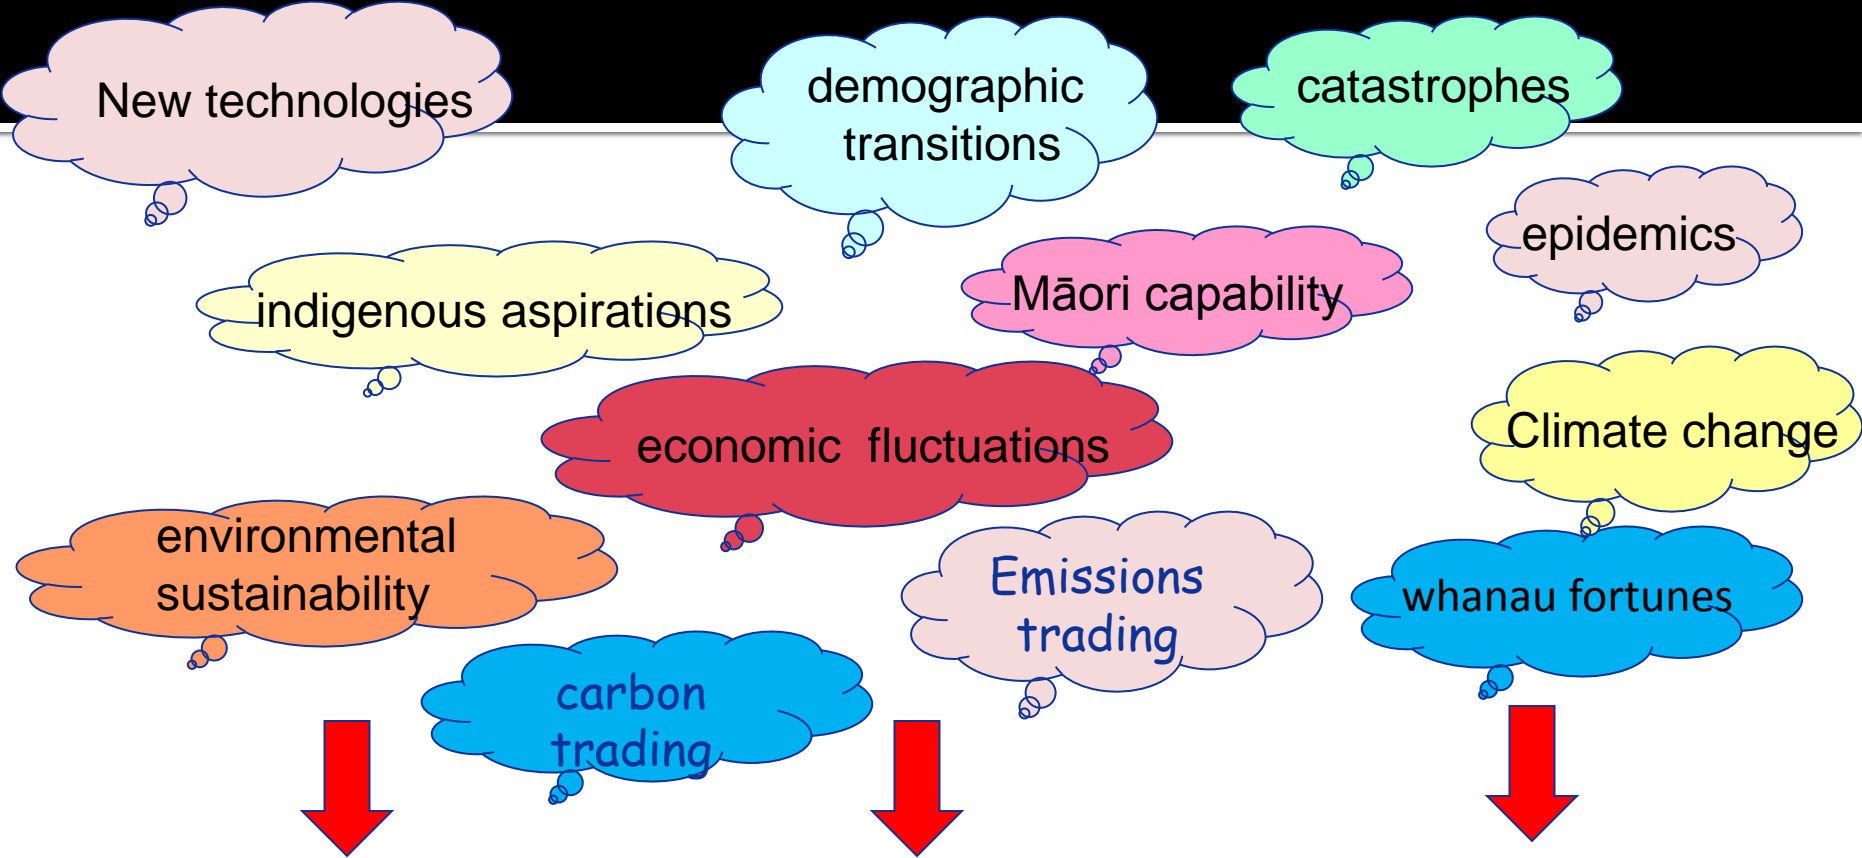 New technologies
demographic
transitions
catastrophes
epidemics
indigenous aspirations
Māori capability
economic fluctuations
Climate change
environmental
sustainability
Emissions
trading
whanau fortunes
carbon
trading